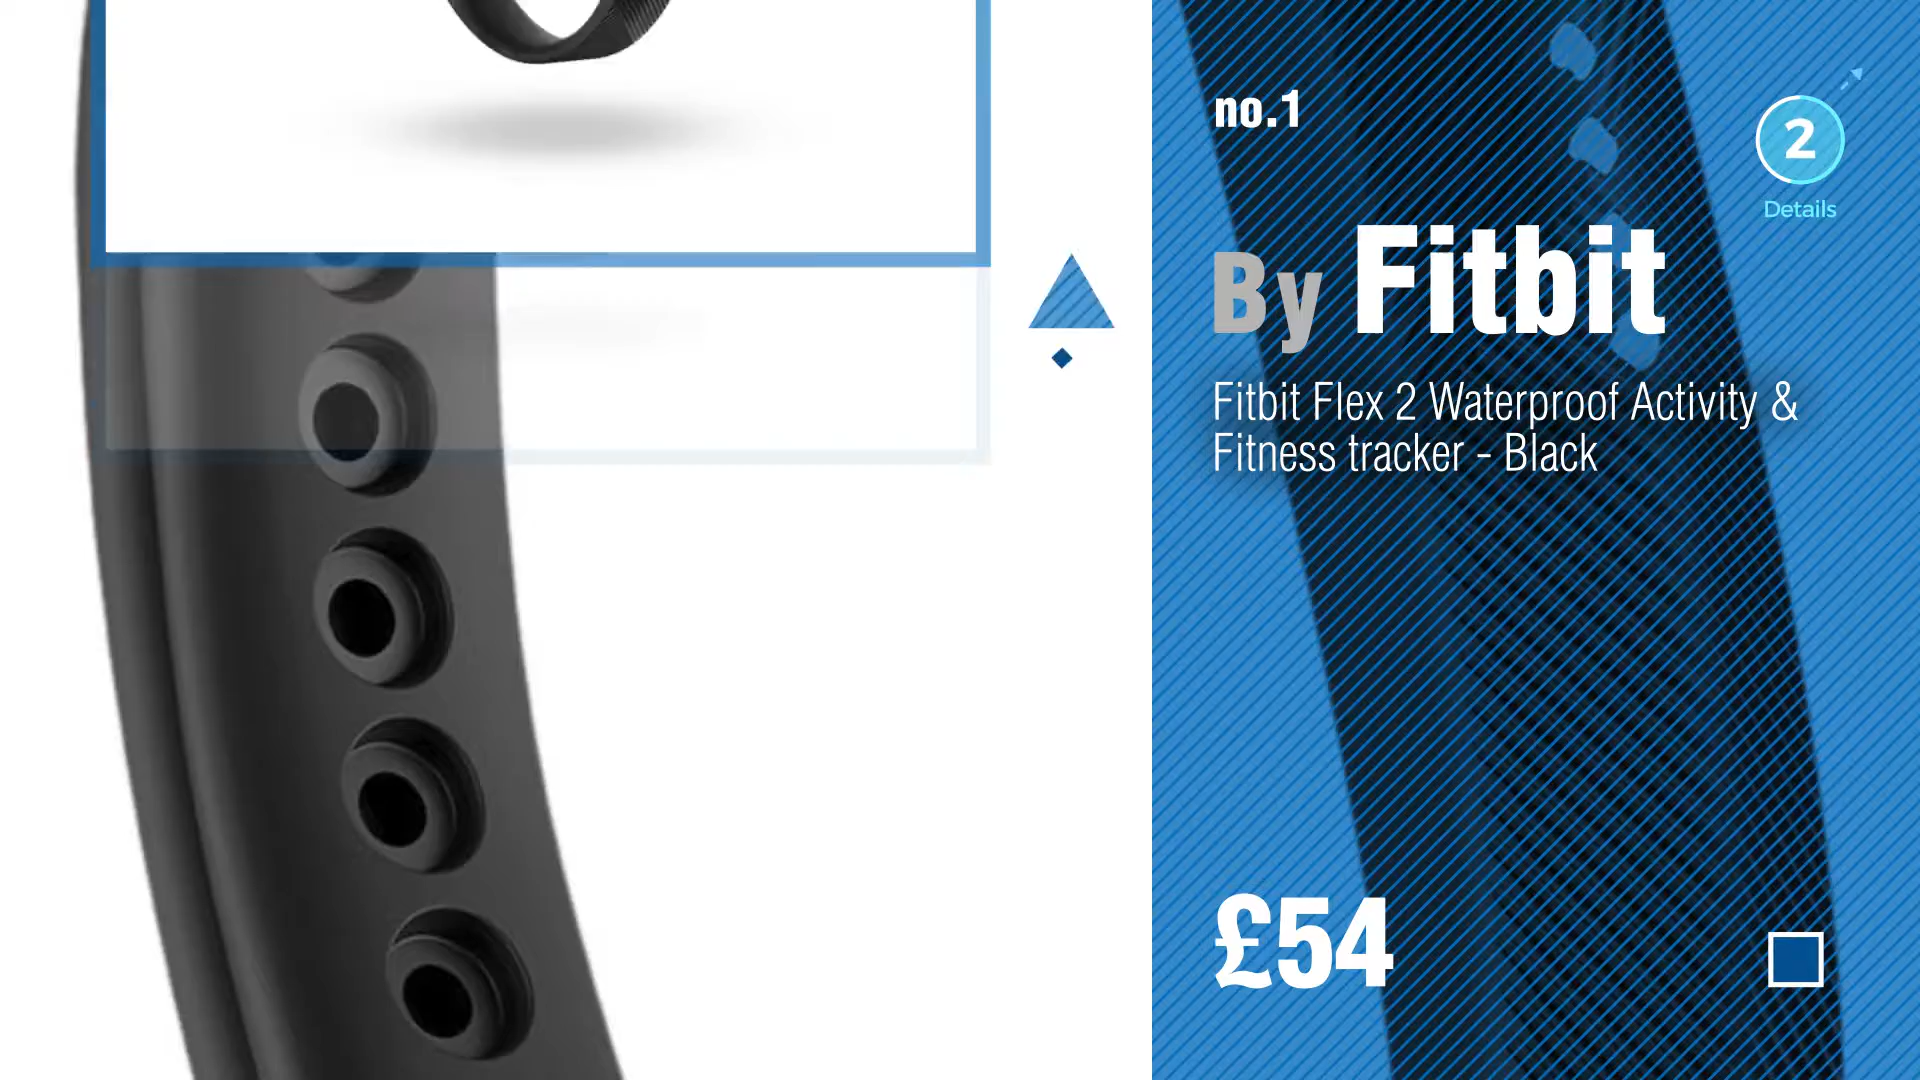 no.1
2
Details
By Fitbit
Fitbit Flex 2 Waterproof Activity &
Fitness tracker - Black
£54